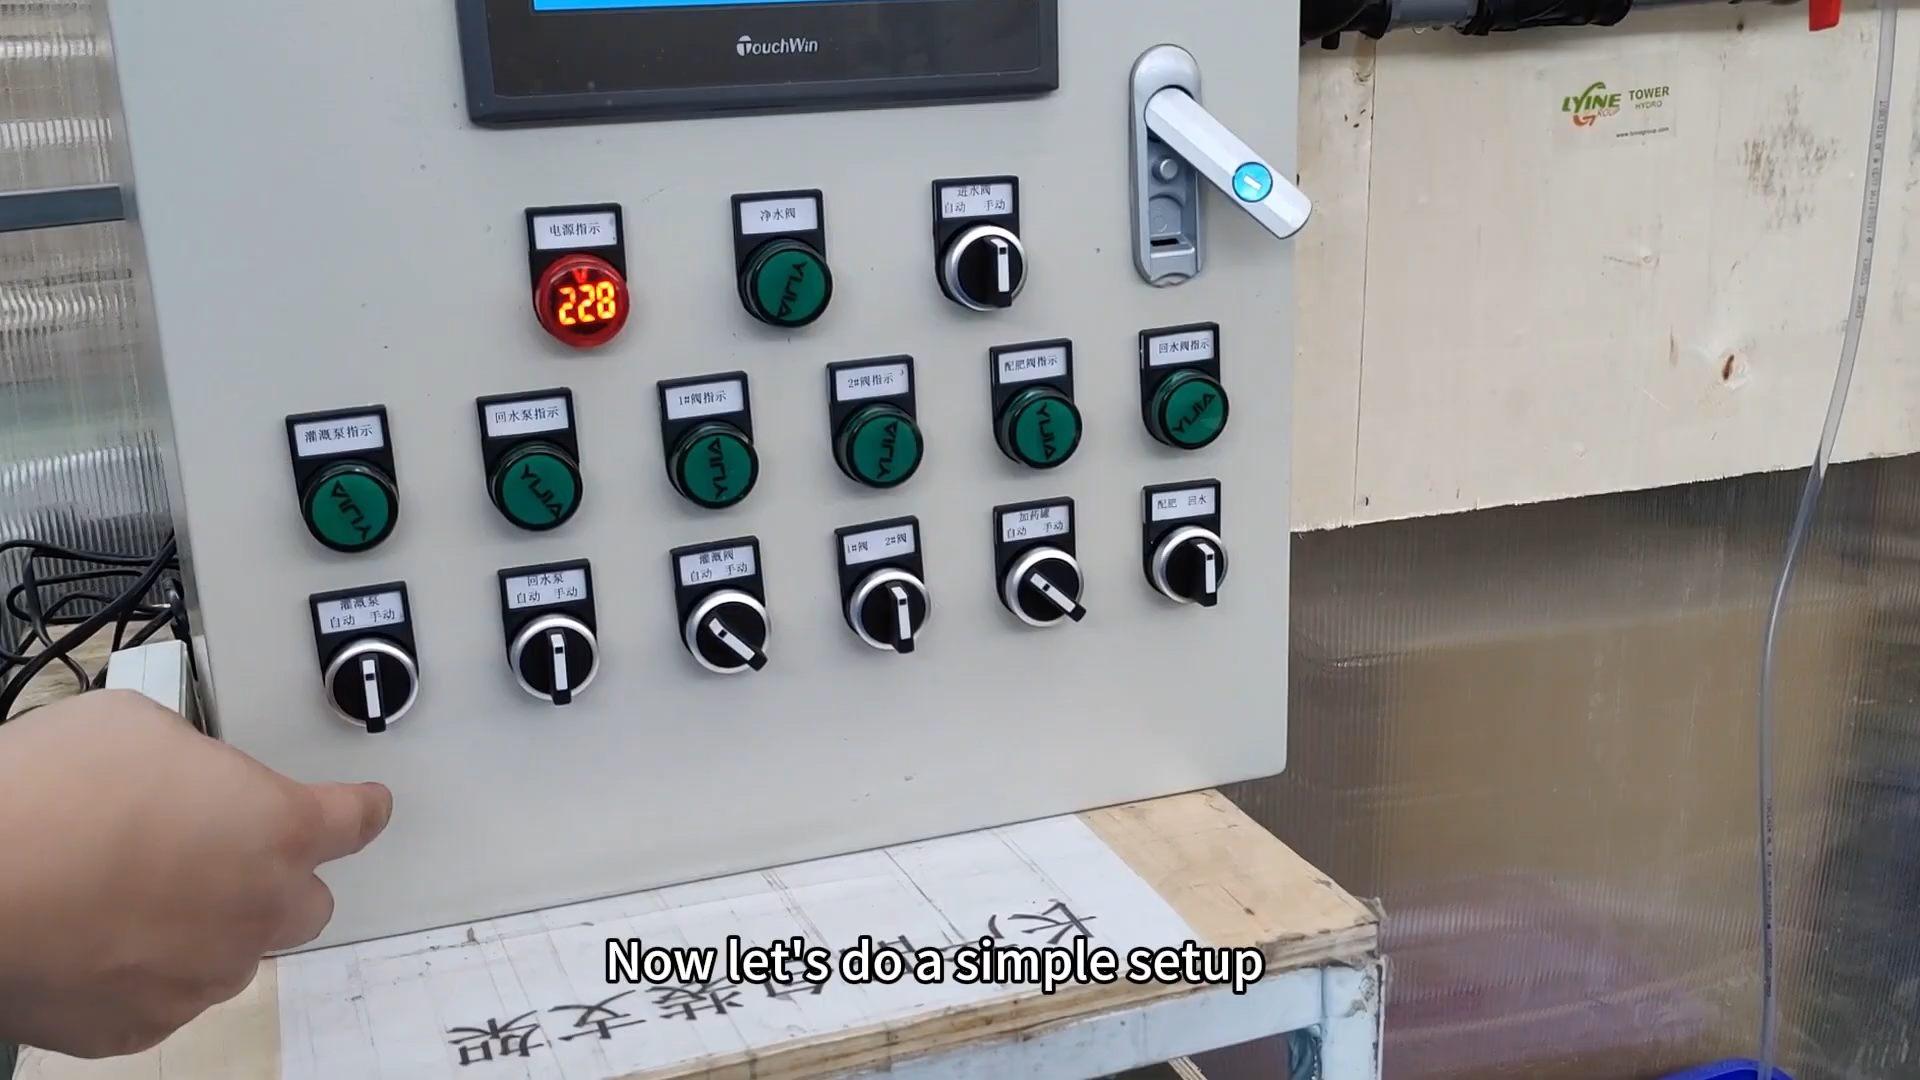 TouchWin
LYINE GROUP
TOWER
HYDRO
www.lyinegroup.com
进水阀
自动 手动
净水阀
电源指示
V
228
YIJIA
回水阀指示
配肥阀指示
2#阀指示
1#阀指示
回水泵指示
灌溉泵指示
YIJIA
YIJIA
YIJIA
YIJIA
YIJIA
YIJIA
配肥 回水
加药罐
自动 手动
1#阀 2#阀
灌溉阀
自动 手动
回水泵
自动 手动
灌溉泵
自动 手动
Now let's do a simple setup
支架